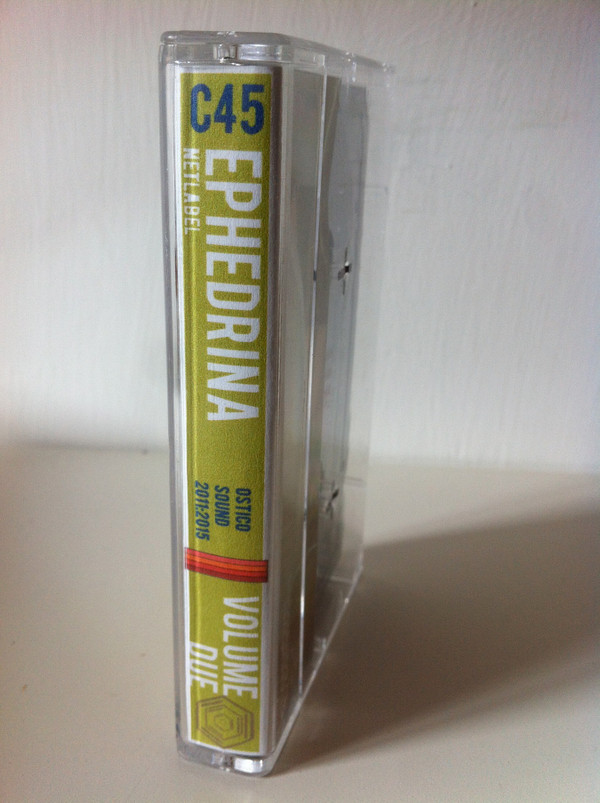 C45
EPHEDRINA
NETLABEL
OSTICO
SOUND
2011:2015
VOLUME
DUE